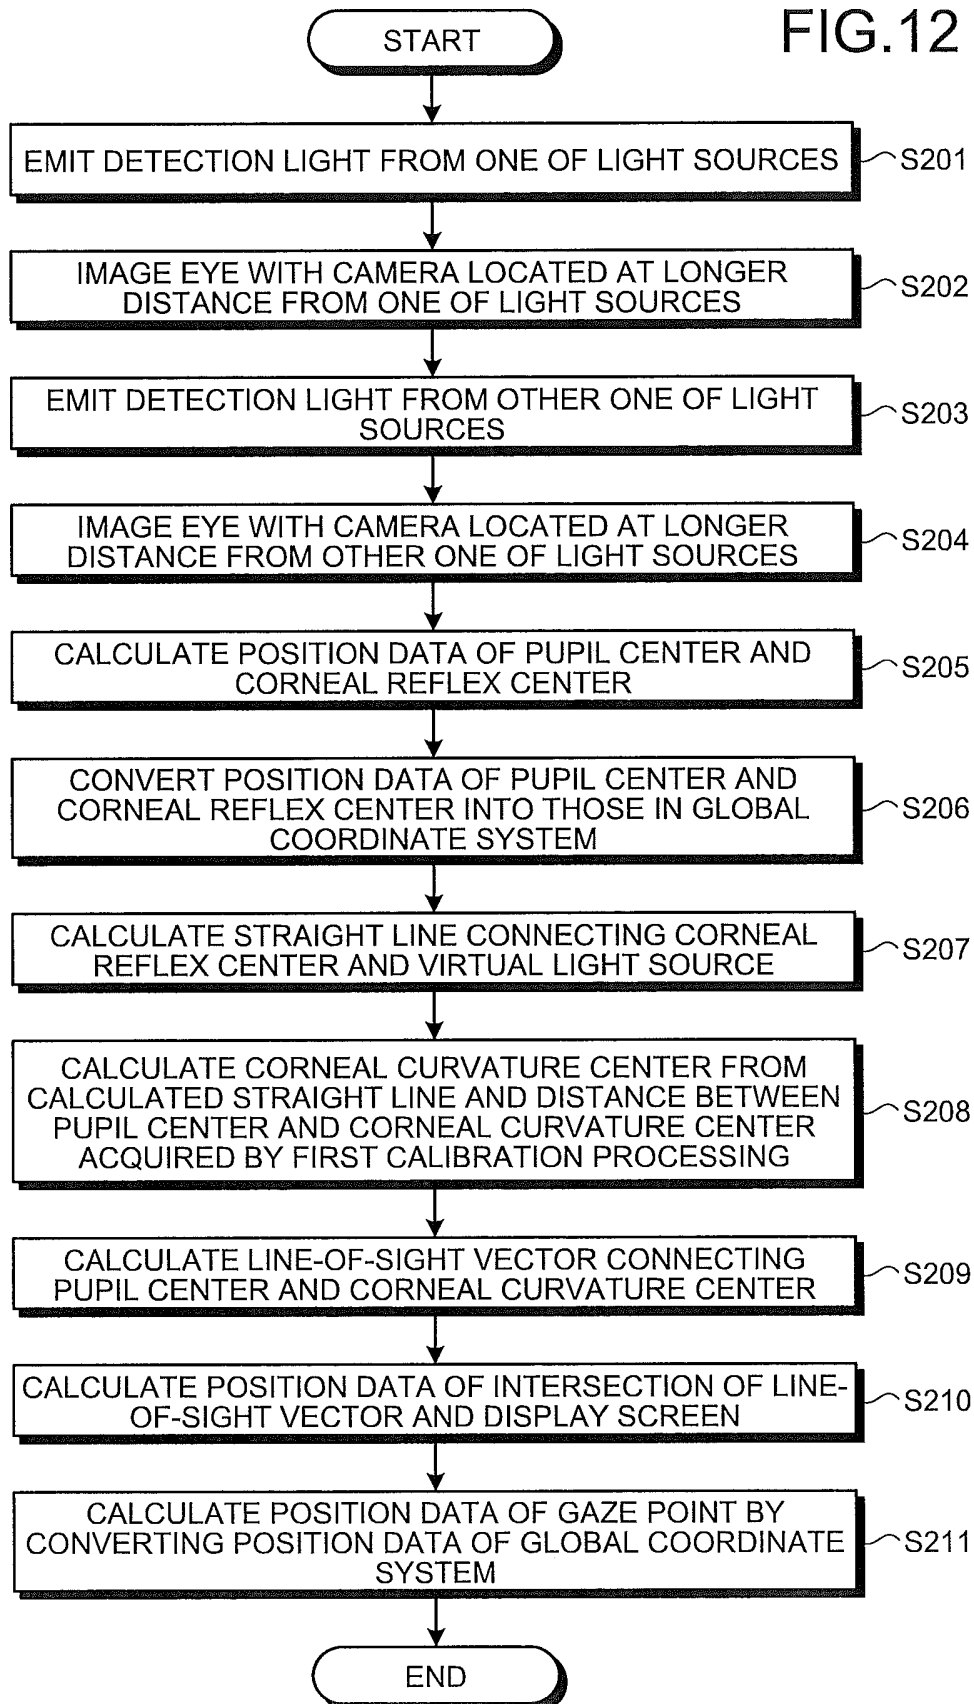 FIG.12
START
EMIT DETECTION LIGHT FROM ONE OF LIGHT SOURCES
S201
IMAGE EYE WITH CAMERA LOCATED AT LONGER
DISTANCE FROM ONE OF LIGHT SOURCES
S202
EMIT DETECTION LIGHT FROM OTHER ONE OF LIGHT
SOURCES
S203
IMAGE EYE WITH CAMERA LOCATED AT LONGER
DISTANCE FROM OTHER ONE OF LIGHT SOURCES
S204
CALCULATE POSITION DATA OF PUPIL CENTER AND
CORNEAL REFLEX CENTER
S205
CONVERT POSITION DATA OF PUPIL CENTER AND
CORNEAL REFLEX CENTER INTO THOSE IN GLOBAL
COORDINATE SYSTEM
S206
CALCULATE STRAIGHT LINE CONNECTING CORNEAL
REFLEX CENTER AND VIRTUAL LIGHT SOURCE
S207
CALCULATE CORNEAL CURVATURE CENTER FROM
CALCULATED STRAIGHT LINE AND DISTANCE BETWEEN
PUPIL CENTER AND CORNEAL CURVATURE CENTER
ACQUIRED BY FIRST CALIBRATION PROCESSING
S208
CALCULATE LINE-OF-SIGHT VECTOR CONNECTING
PUPIL CENTER AND CORNEAL CURVATURE CENTER
S209
CALCULATE POSITION DATA OF INTERSECTION OF LINE-
OF-SIGHT VECTOR AND DISPLAY SCREEN
S210
CALCULATE POSITION DATA OF GAZE POINT BY
CONVERTING POSITION DATA OF GLOBAL COORDINATE
SYSTEM
S211
END